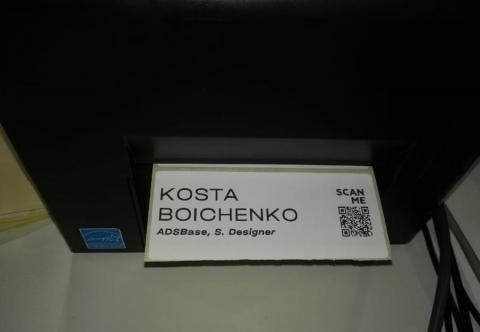 KOSTA
BOICHENKO
ADSBase, S. Designer
SCAN
ME